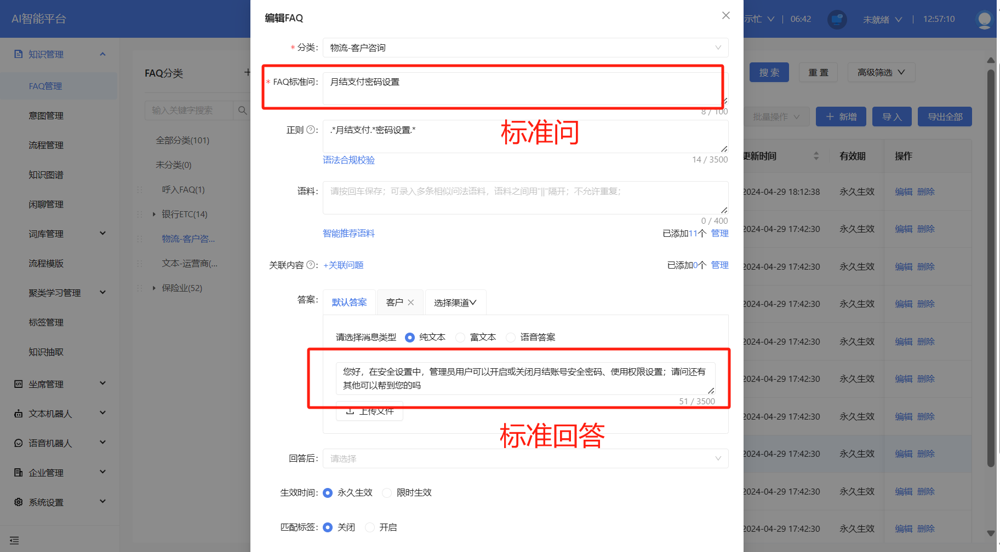 AI智能平台
示忙
06:42
未就绪
12:57:10
知识管理
FAQ管理
意图管理
流程管理
知识图谱
闲聊管理
词库管理
流程模版
聚类学习管理
标签管理
知识抽取
坐席管理
文本机器人
语音机器人
企业管理
系统设置
FAQ分类
输入关键字搜索
全部分类(101)
未分类(0)
呼入FAQ(1)
银行ETC(14)
物流-客户咨...
文本-运营商(...
保险业(52)
编辑FAQ
* 分类:
物流-客户咨询
* FAQ标准问:
月结支付密码设置
8 / 100
标准问
正则 :
.*月结支付.*密码设置.*
语法合规校验
14 / 3500
语料:
请按回车保存；可录入多条相似问法语料，语料之间用"||"隔开；不允许重复；
0 / 400
智能推荐语料
已添加11个 管理
关联内容 :
+关联问题
已添加0个 管理
答案:
默认答案
客户
选择渠道
请选择消息类型
纯文本
富文本
语音答案
您好，在安全设置中，管理员用户可以开启或关闭月结账号安全密码、使用权限设置；请问还有
其他可以帮到您的吗
51 / 3500
上传文件
标准回答
回答后:
请选择
生效时间:
永久生效
限时生效
匹配标签:
关闭
开启
搜 索
重 置
高级筛选
批量操作
新增
导 入
导出全部
更新时间
有效期
操作
2024-04-29 18:12:38 永久生效 编辑 删除
2024-04-29 17:42:30 永久生效 编辑 删除
2024-04-29 17:42:30 永久生效 编辑 删除
2024-04-29 17:42:30 永久生效 编辑 删除
2024-04-29 17:42:30 永久生效 编辑 删除
2024-04-29 17:42:30 永久生效 编辑 删除
2024-04-29 17:42:30 永久生效 编辑 删除
2024-04-29 17:42:30 永久生效 编辑 删除
2024-04-29 17:42:30 永久生效 编辑 删除
2024-04-29 17:42:30 永久生效 编辑 删除